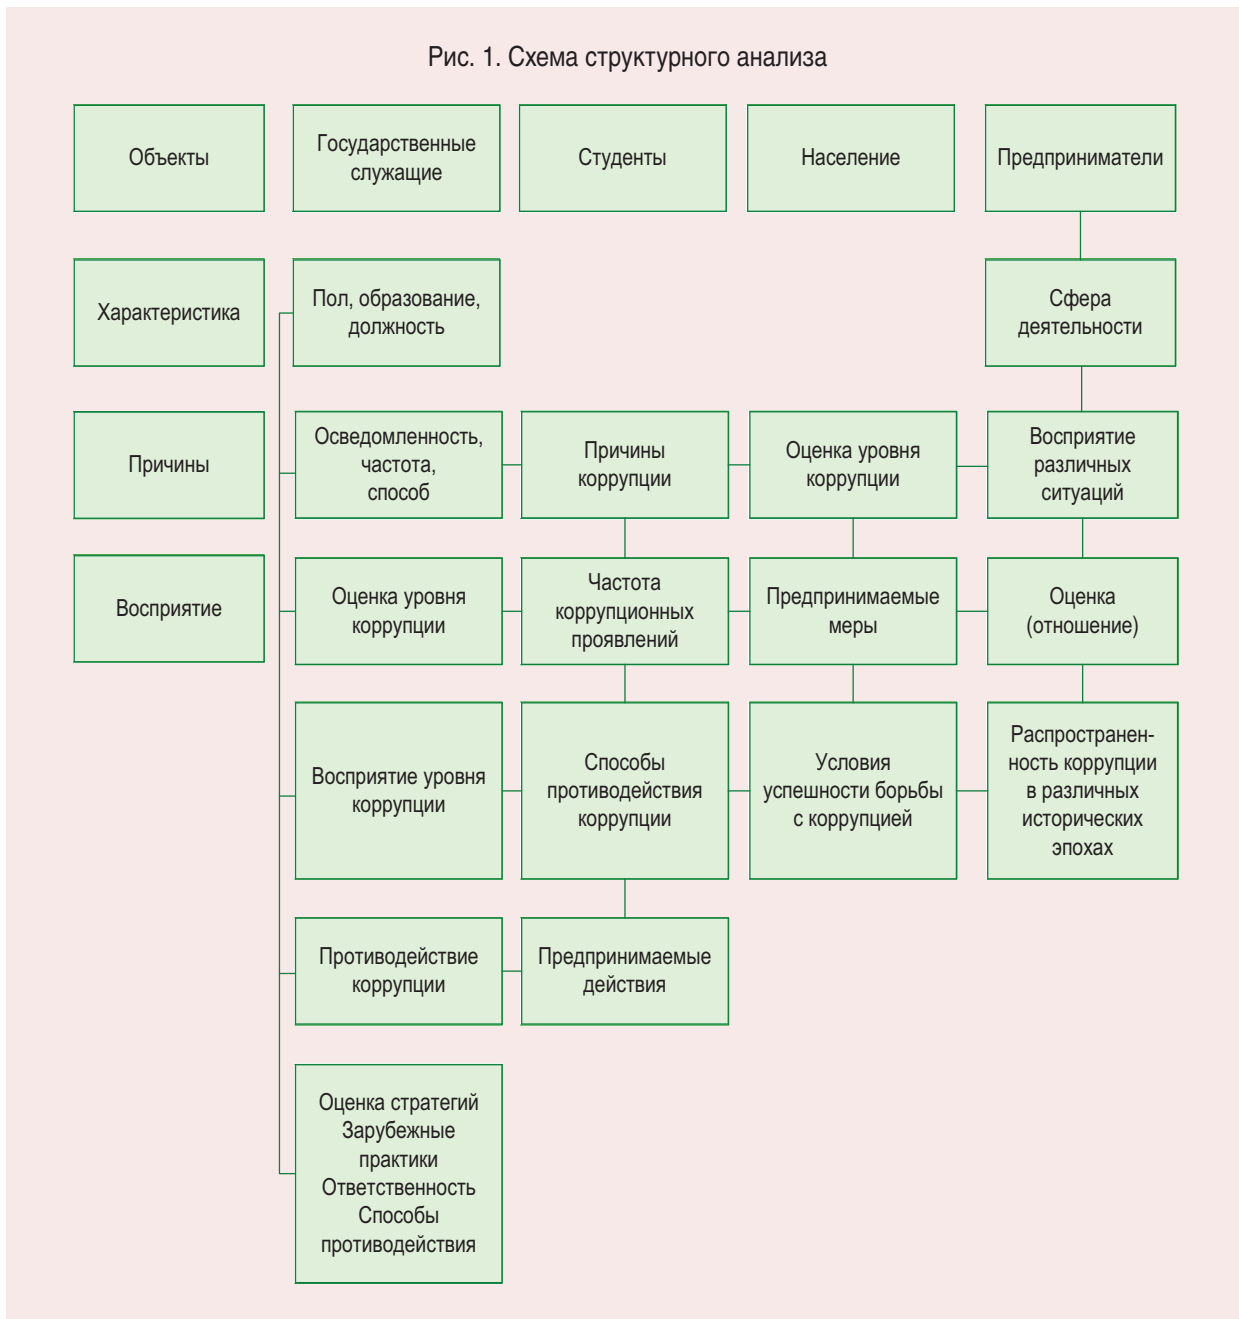 Рис. 1. Схема структурного анализа
Объекты
Государственные
служащие
Студенты
Население
Предприниматели
Характеристика
Пол, образование,
должность
Сфера
деятельности
Причины
Осведомленность,
частота,
способ
Причины
коррупции
Оценка уровня
коррупции
Восприятие
различных
ситуаций
Восприятие
Оценка уровня
коррупции
Частота
коррупционных
проявлений
Предпринимаемые
меры
Оценка
(отношение)
Восприятие уровня
коррупции
Способы
противодействия
коррупции
Условия
успешности борьбы
с коррупцией
Распространен-
ность коррупции
в различных
исторических
эпохах
Противодействие
коррупции
Предпринимаемые
действия
Оценка стратегий
Зарубежные
практики
Ответственность
Способы
противодействия